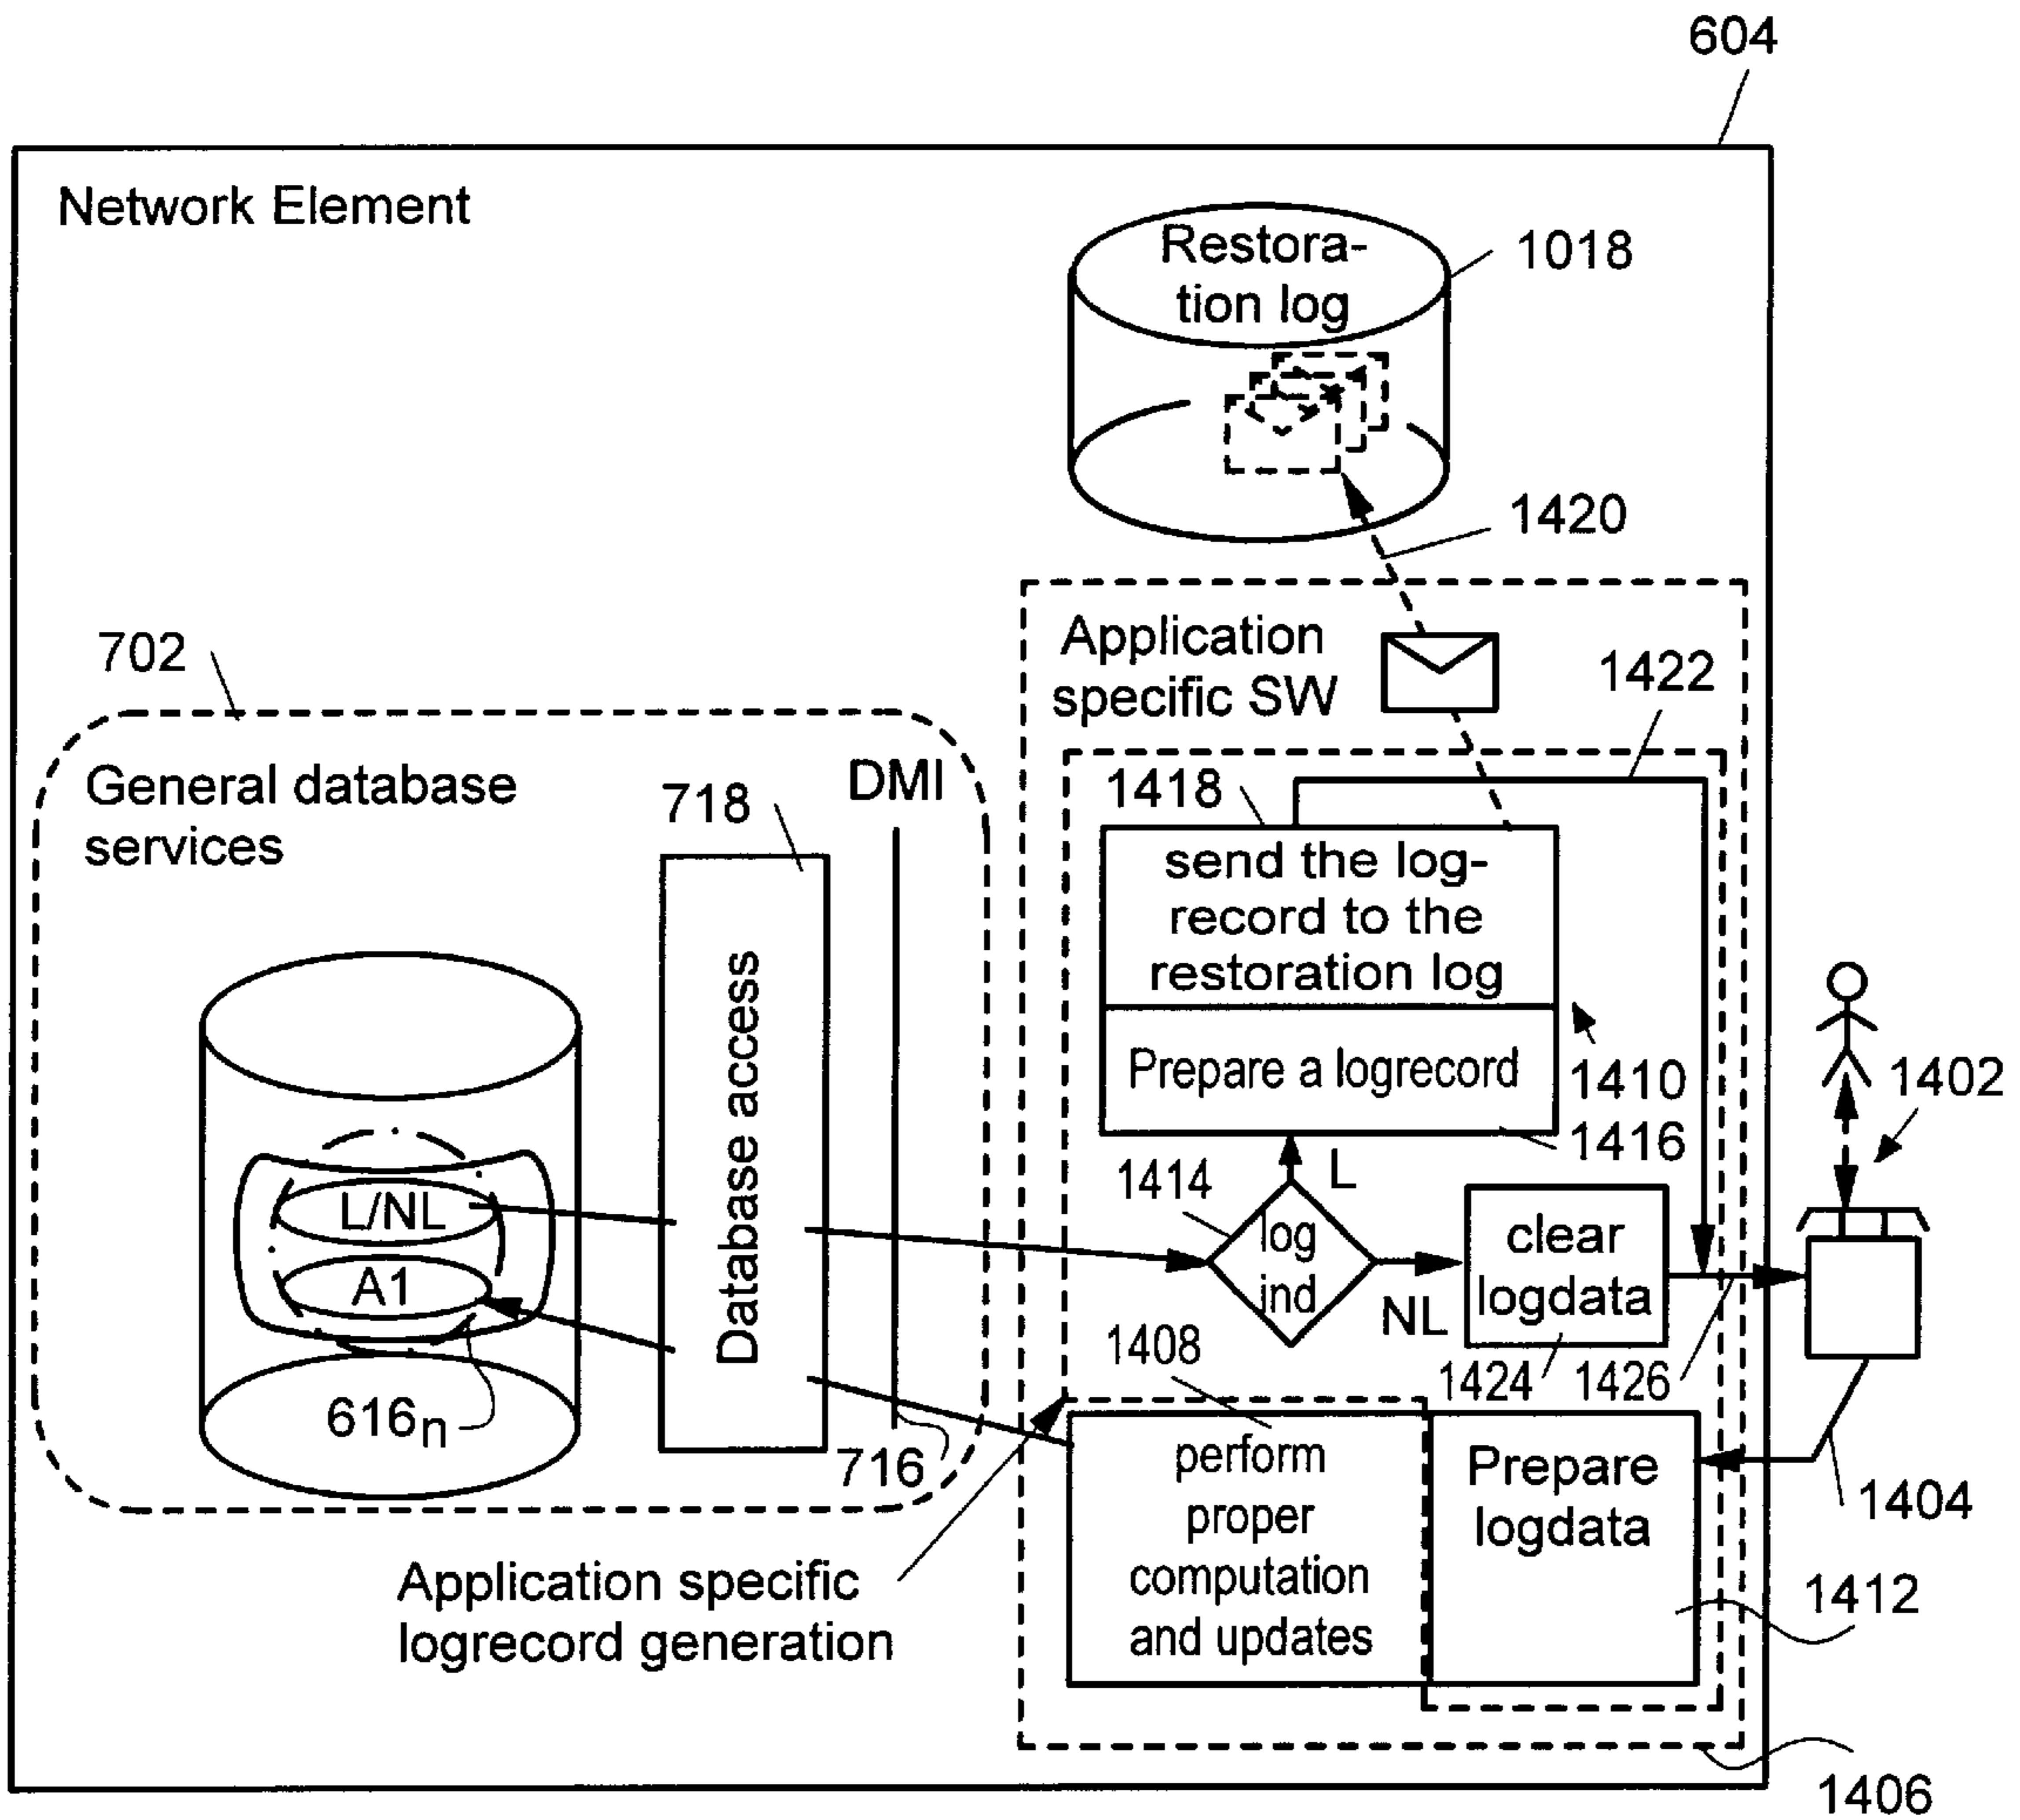 604
Network Element
Restora-
tion log
1018
1420
702
Application
specific SW
1422
General database
services
718
DMI
1418
send the log-
record to the
restoration log
Database access
Prepare a logrecord
1410
1402
1416
1414
L
L/NL
log
ind
clear
logdata
A1
NL
1408
1424
1426
616n
716
perform
proper
computation
and updates
Prepare
logdata
1404
Application specific
logrecord generation
1412
1406